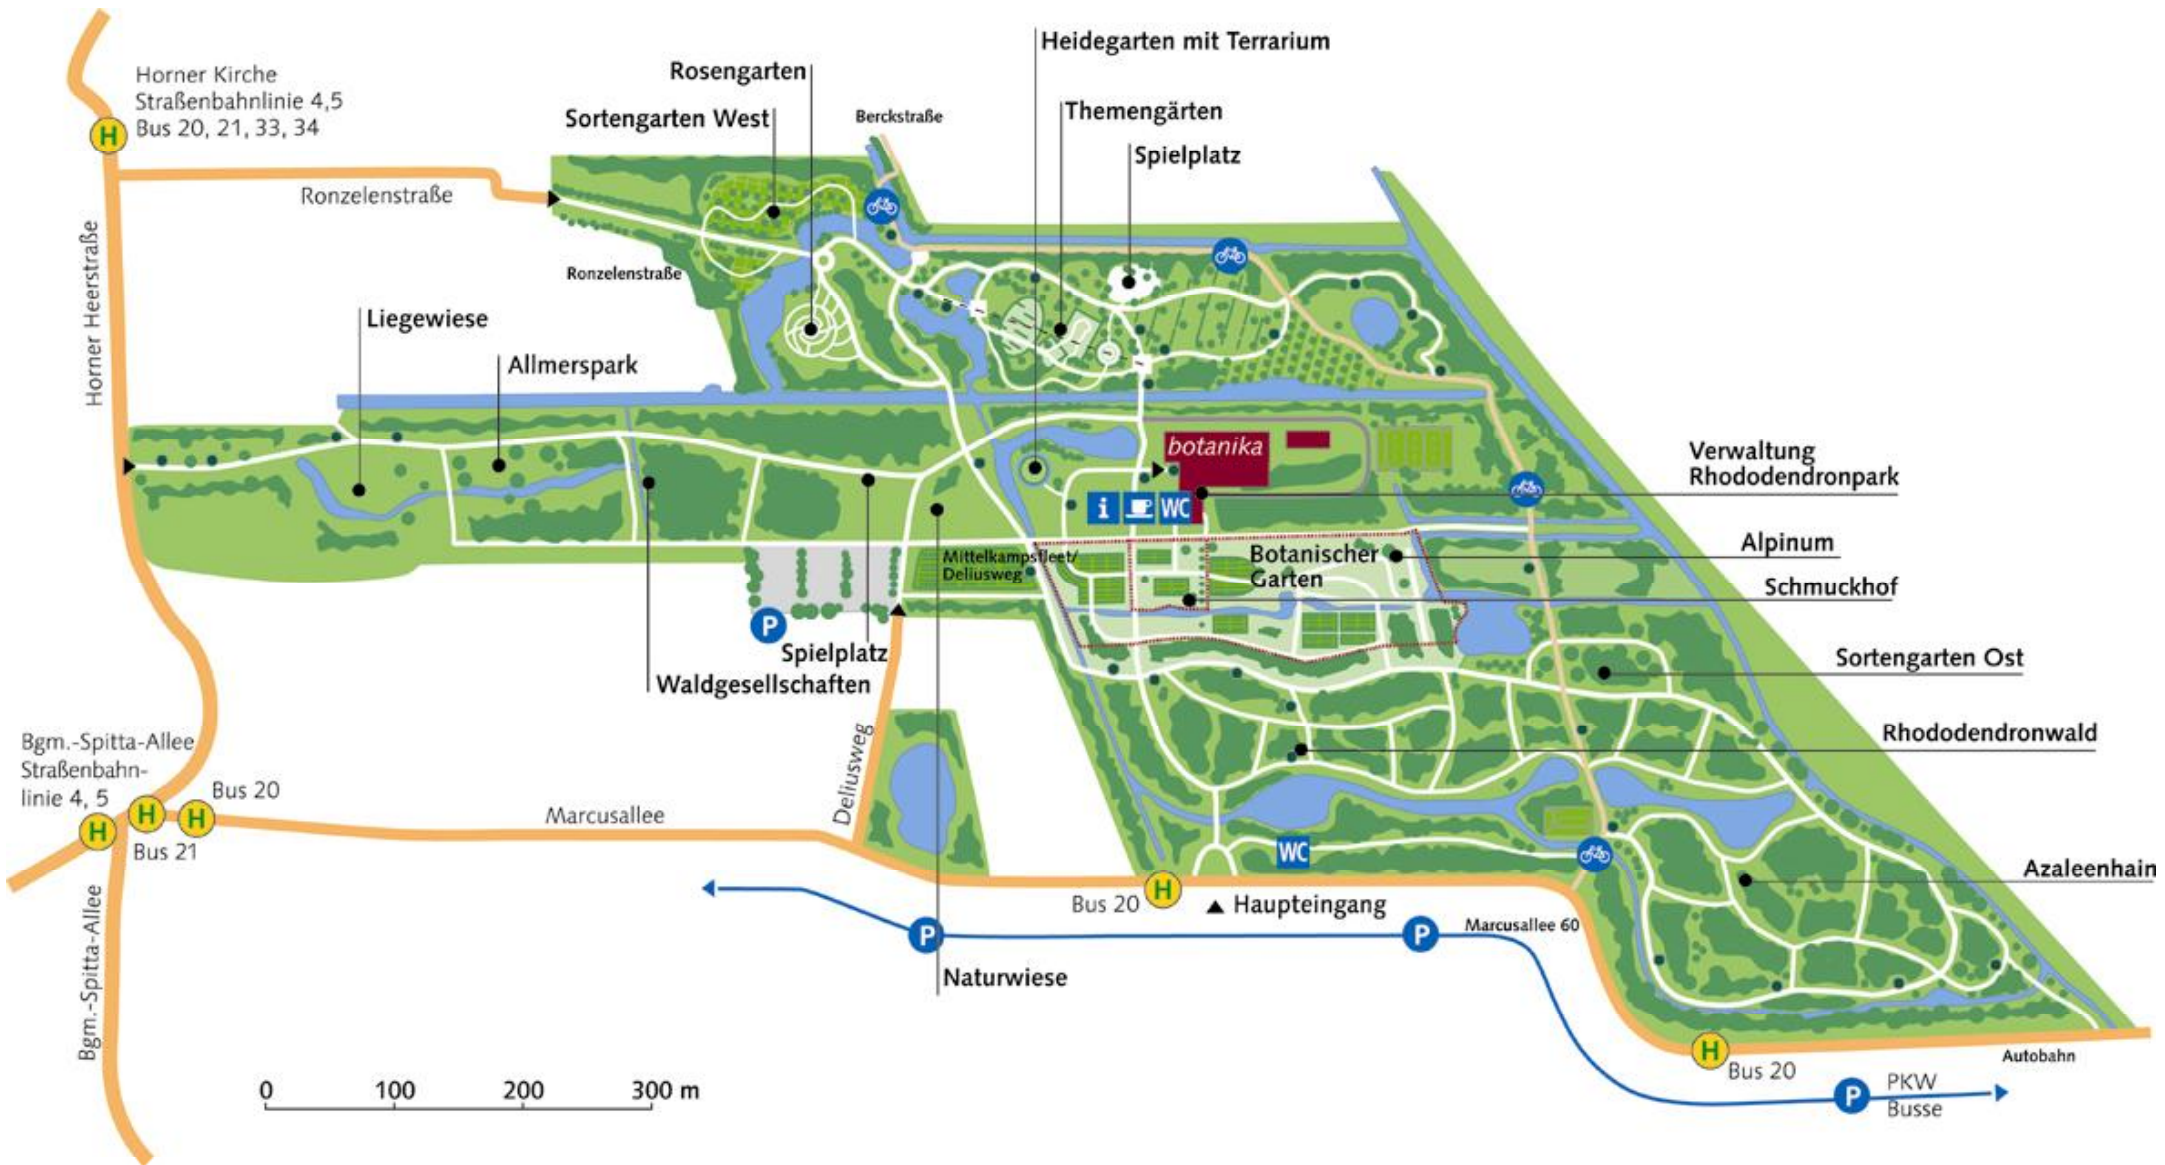 Heidegarten mit Terrarium
Rosengarten
Horner Kirche
Straßenbahnlinie 4,5
Bus 20, 21, 33, 34
H
Sortengarten West
Berckstraße
Themengärten
Spielplatz
Ronzelenstraße
Horner Heerstraße
Ronzelenstraße
Liegewiese
Allmerspark
botanika
Verwaltung
Rhododendronpark
i
WC
Mittelkampsfleet/
Deliusweg
Botanischer
Garten
Alpinum
Schmuckhof
P
Spielplatz
Waldgesellschaften
Sortengarten Ost
Rhododendronwald
Deliusweg
Bgm.-Spitta-Allee
Straßenbahn-
linie 4, 5
Bus 20
H
H
H
Bus 21
Marcusallee
WC
Azaleenhain
Bgm.-Spitta-Allee
Bus 20
H
Haupteingang
P
P
Marcusallee 60
Naturwiese
H
Bus 20
Autobahn
P
PKW
Busse
0 100 200 300 m